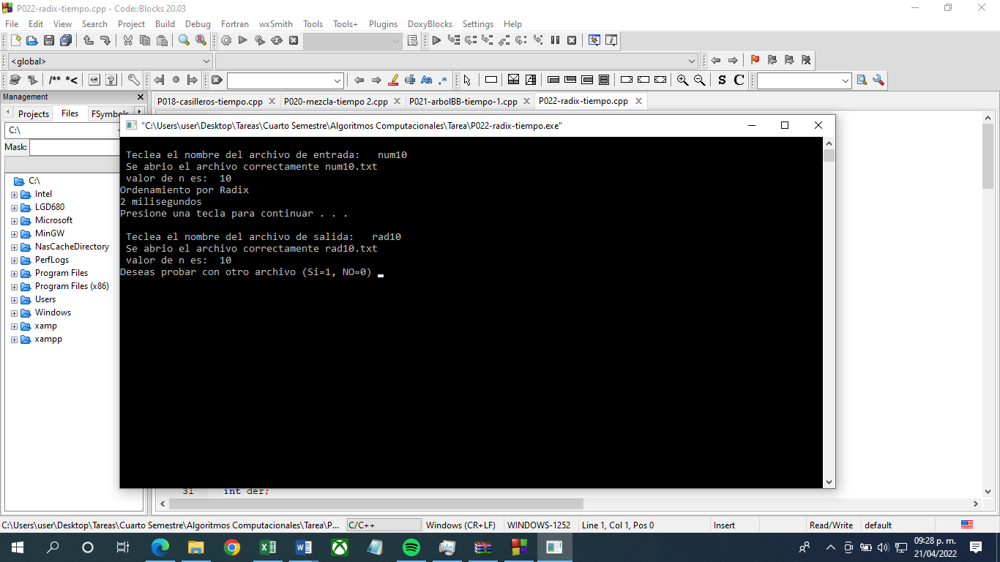 P022-radix-tiempo.cpp - Code::Blocks 20.03
File Edit View Search Project Build Debug Fortran wxSmith Tools Tools+ Plugins DoxyBlocks Settings Help
<global>
/** *<
S C
Management
Projects Files FSymbols
C:\
Mask:
C:\
Intel
LGD680
Microsoft
MinGW
NasCacheDirectory
PerfLogs
Program Files
Program Files (x86)
Users
Windows
xamp
xampp
P018-casilleros-tiempo.cpp P020-mezcla-tiempo 2.cpp P021-arbolBB-tiempo-1.cpp P022-radix-tiempo.cpp
"C:\Users\user\Desktop\Tareas\Cuarto Semestre\Algoritmos Computacionales\Tarea\P022-radix-tiempo.exe"
Teclea el nombre del archivo de entrada: num10
Se abrio el archivo correctamente num10.txt
valor de n es: 10
Ordenamiento por Radix
2 milisegundos
Presione una tecla para continuar . . .
Teclea el nombre del archivo de salida: rad10
Se abrio el archivo correctamente rad10.txt
valor de n es: 10
Deseas probar con otro archivo (Si=1, NO=0)
31 int der;
C:\Users\user\Desktop\Tareas\Cuarto Semestre\Algoritmos Computacionales\Tarea\P... C/C++ Windows (CR+LF) WINDOWS-1252 Line 1, Col 1, Pos 0 Insert Read/Write default
09:28 p. m.
21/04/2022